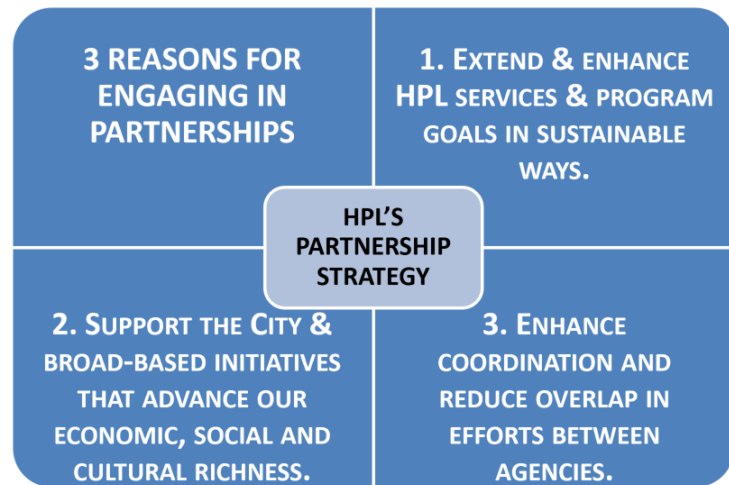 3 REASONS FOR
ENGAGING IN
PARTNERSHIPS
1. EXTEND & ENHANCE
HPL SERVICES & PROGRAM
GOALS IN SUSTAINABLE
WAYS.
HPL'S
PARTNERSHIP
STRATEGY
2. SUPPORT THE CITY &
BROAD-BASED INITIATIVES
THAT ADVANCE OUR
ECONOMIC, SOCIAL AND
CULTURAL RICHNESS.
3. ENHANCE
COORDINATION AND
REDUCE OVERLAP IN
EFFORTS BETWEEN
AGENCIES.